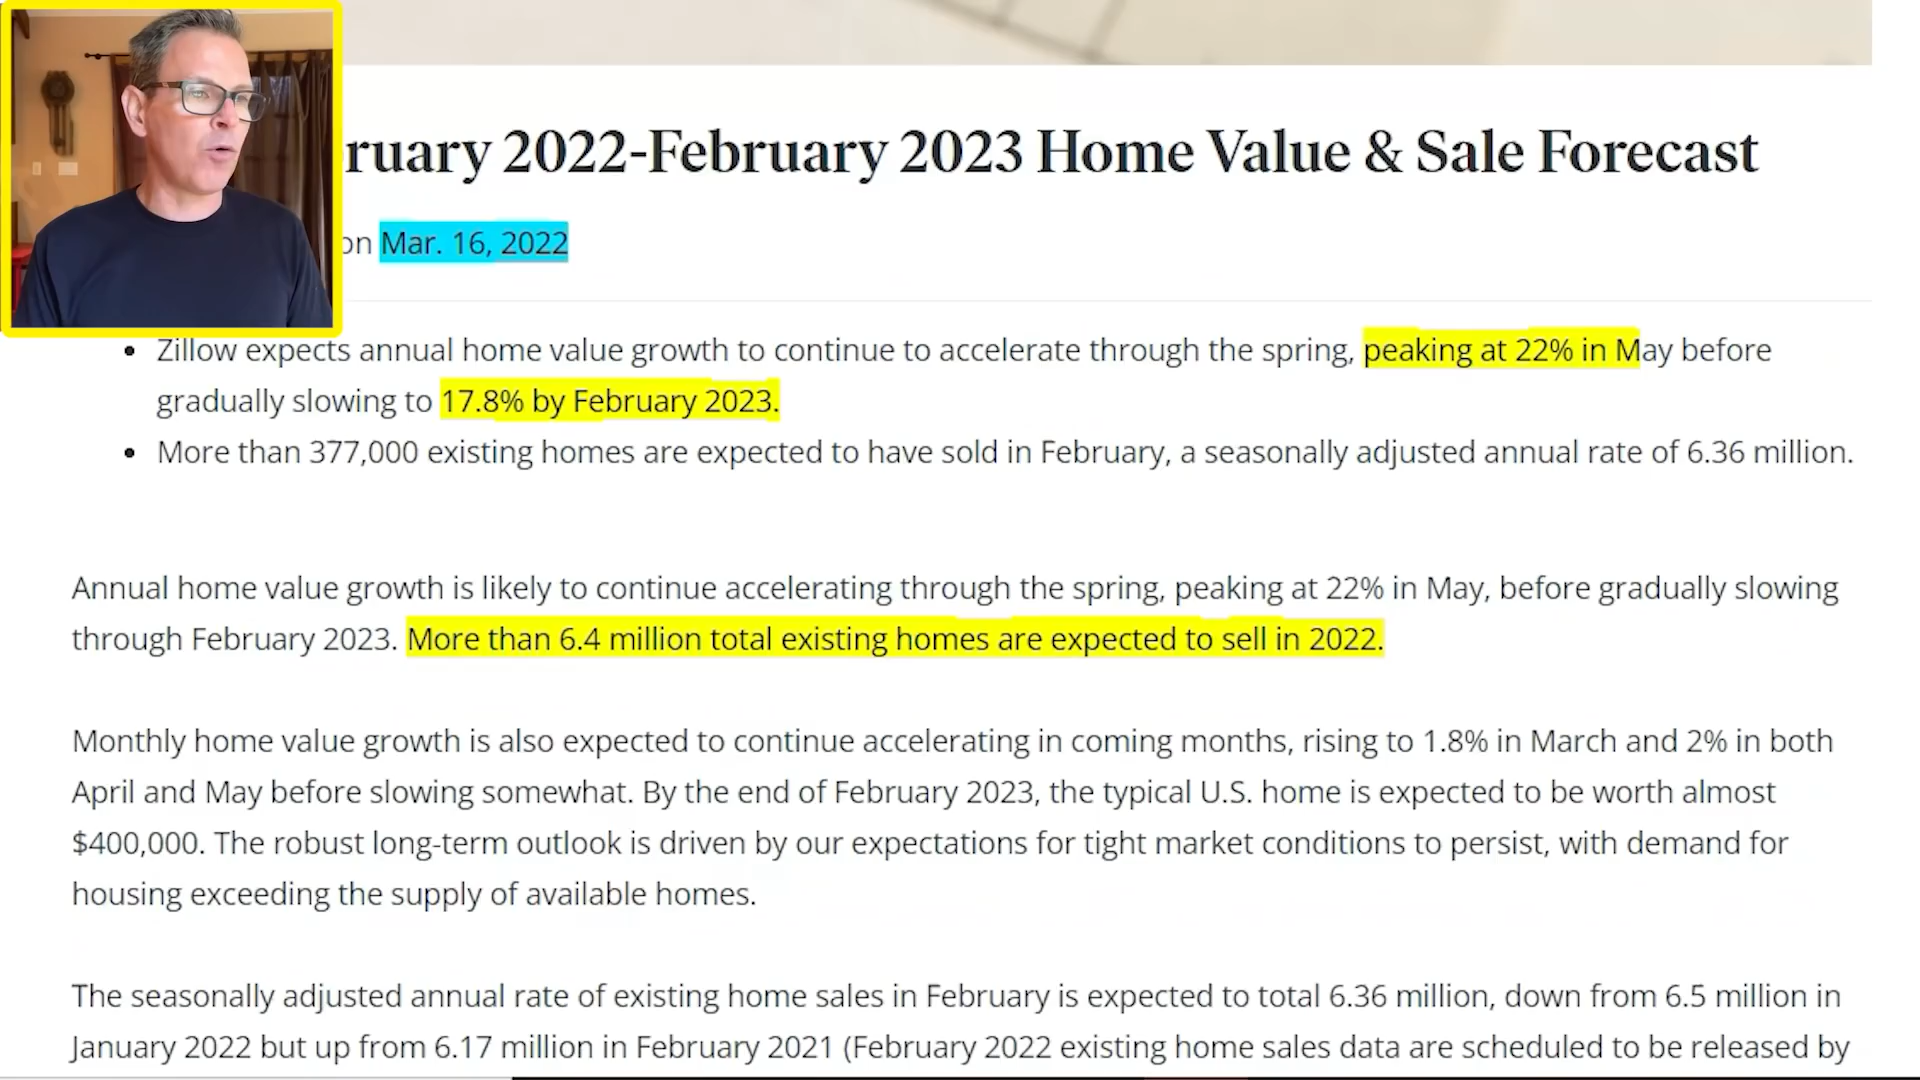 ruary 2022-February 2023 Home Value & Sale Forecast
on Mar. 16, 2022
• Zillow expects annual home value growth to continue to accelerate through the spring, peaking at 22% in May before
gradually slowing to 17.8% by February 2023.
• More than 377,000 existing homes are expected to have sold in February, a seasonally adjusted annual rate of 6.36 million.
Annual home value growth is likely to continue accelerating through the spring, peaking at 22% in May, before gradually slowing
through February 2023. More than 6.4 million total existing homes are expected to sell in 2022.
Monthly home value growth is also expected to continue accelerating in coming months, rising to 1.8% in March and 2% in both
April and May before slowing somewhat. By the end of February 2023, the typical U.S. home is expected to be worth almost
$400,000. The robust long-term outlook is driven by our expectations for tight market conditions to persist, with demand for
housing exceeding the supply of available homes.
The seasonally adjusted annual rate of existing home sales in February is expected to total 6.36 million, down from 6.5 million in
January 2022 but up from 6.17 million in February 2021 (February 2022 existing home sales data are scheduled to be released by